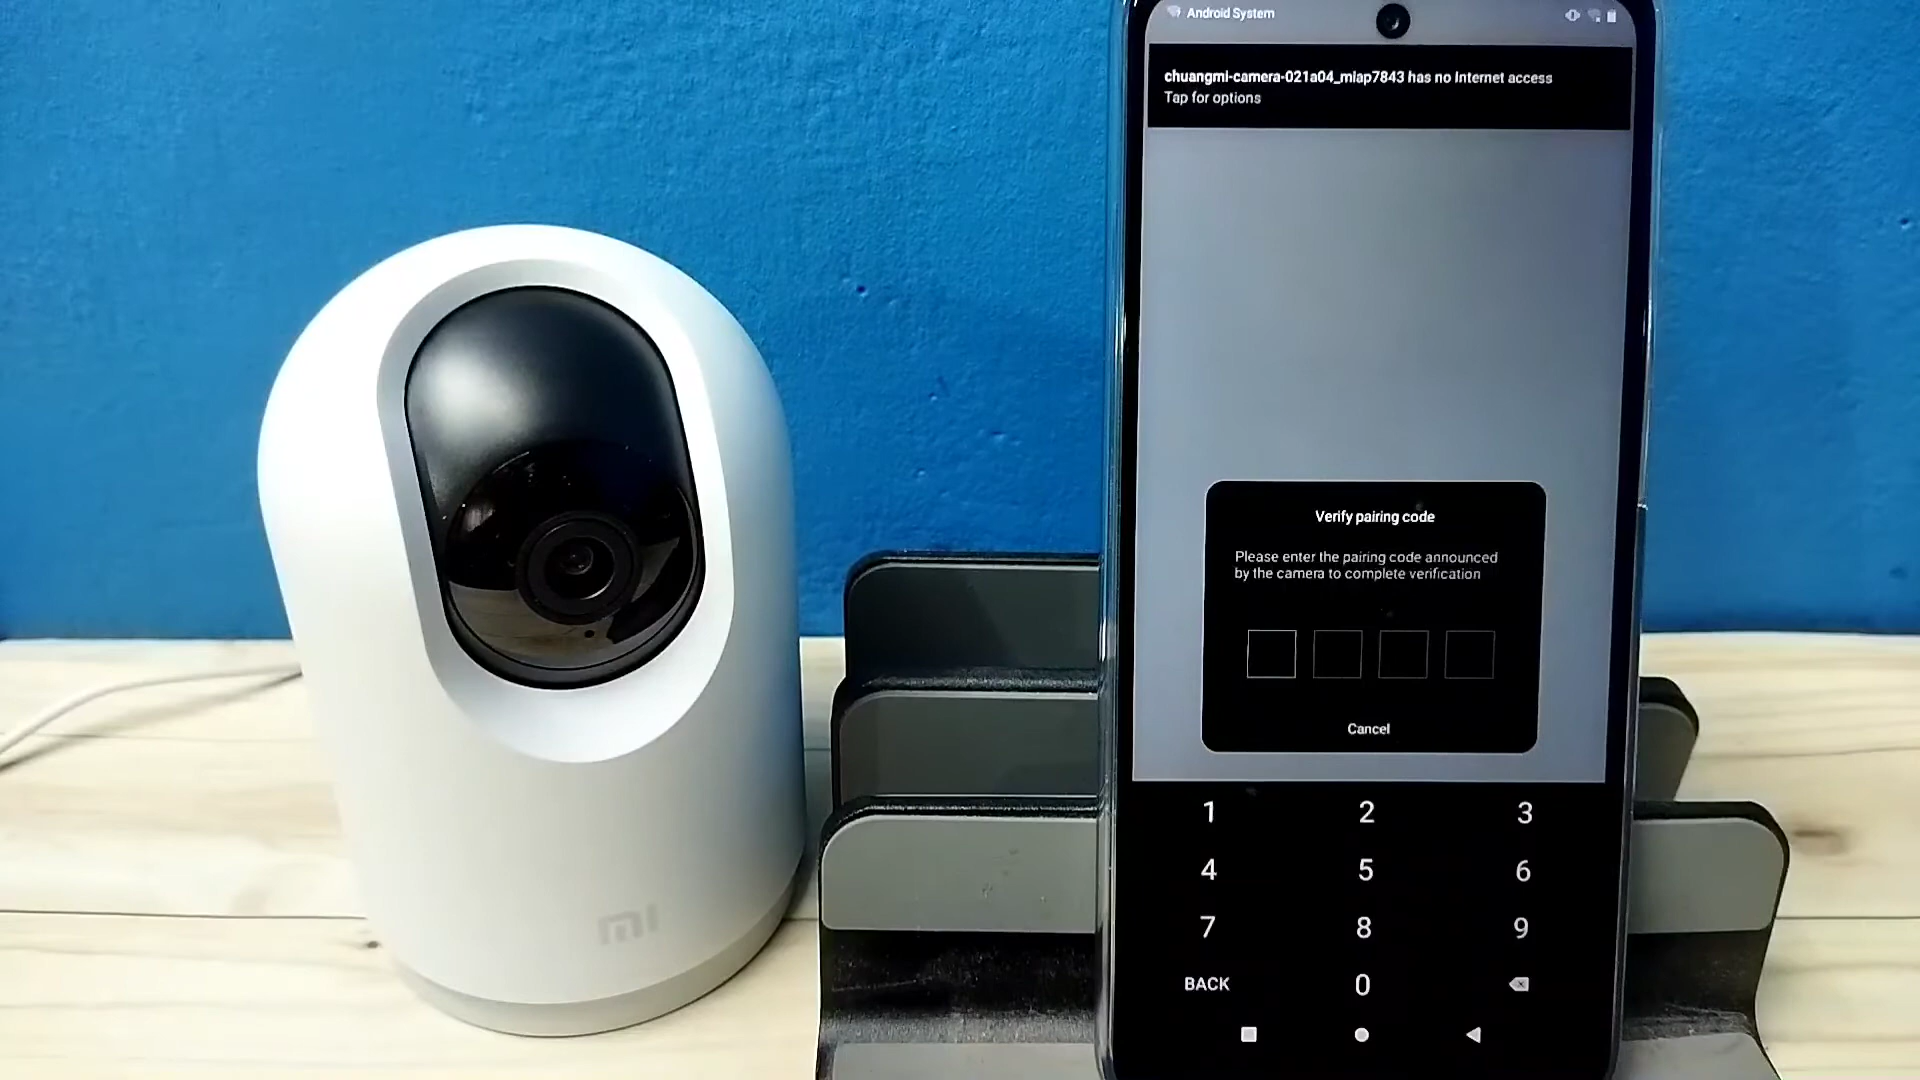 Android System
chuangmi-camera-021a04_miap7843 has no Internet access
Tap for options
Verify pairing code
Please enter the pairing code announced
by the camera to complete verification
Cancel
1 2 3
4 5 6
7 8 9
BACK 0
mi